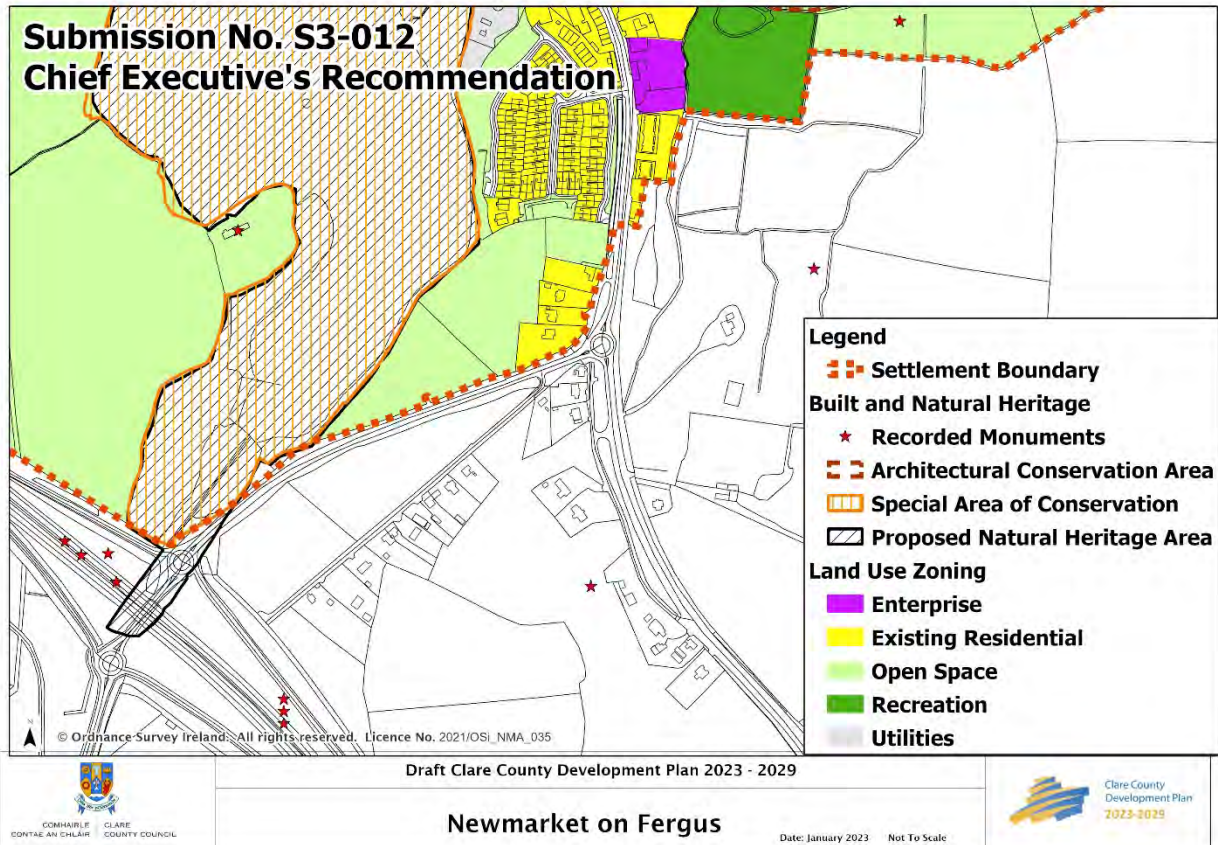 Submission No. S3-012
Chief Executive's Recommendation
Legend
Settlement Boundary
Built and Natural Heritage
Recorded Monuments
Architectural Conservation Area
Special Area of Conservation
Proposed Natural Heritage Area
Land Use Zoning
Enterprise
Existing Residential
Open Space
Recreation
Utilities
N
© Ordnance Survey Ireland. All rights reserved. Licence No. 2021/OSi_NMA_035
COMHAIRLE CLARE
CONTAE AN CHLÁIR COUNTY COUNCIL
Draft Clare County Development Plan 2023 - 2029
Newmarket on Fergus
Date: January 2023 Not To Scale
Clare County
Development Plan
2023-2029